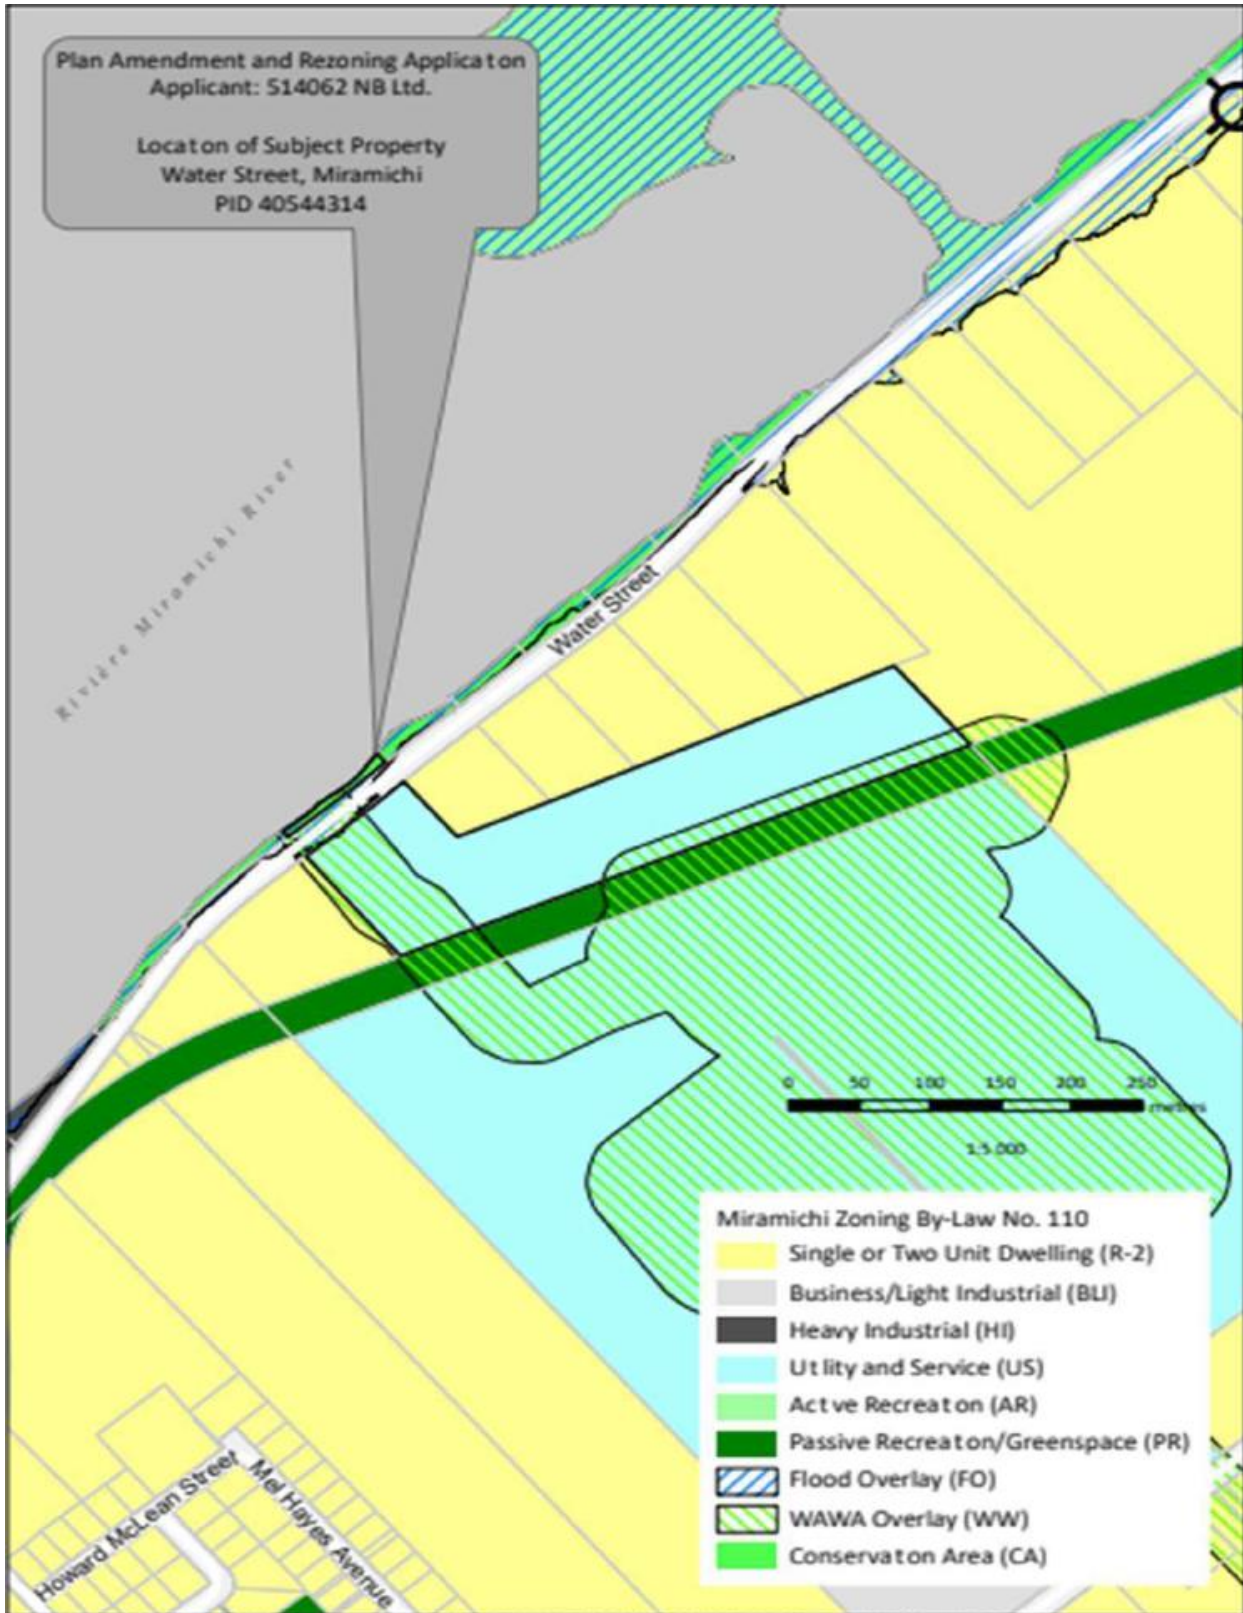 Plan Amendment and Rezoning Applicaton
Applicant: 514062 NB Ltd.
Locaton of Subject Property
Water Street, Miramichi
PID 40544314
Rivière Miramichi River
Water Street
0 50 100 150 200 250
metres
1:5 000
Miramichi Zoning By-Law No. 110
Single or Two Unit Dwelling (R-2)
Business/Light Industrial (BLI)
Heavy Industrial (HI)
Ut lity and Service (US)
Act ve Recreaton (AR)
Passive Recreaton/Greenspace (PR)
Flood Overlay (FO)
WAWA Overlay (WW)
Conservaton Area (CA)
Howard McLean Street
Mel Hayes Avenue